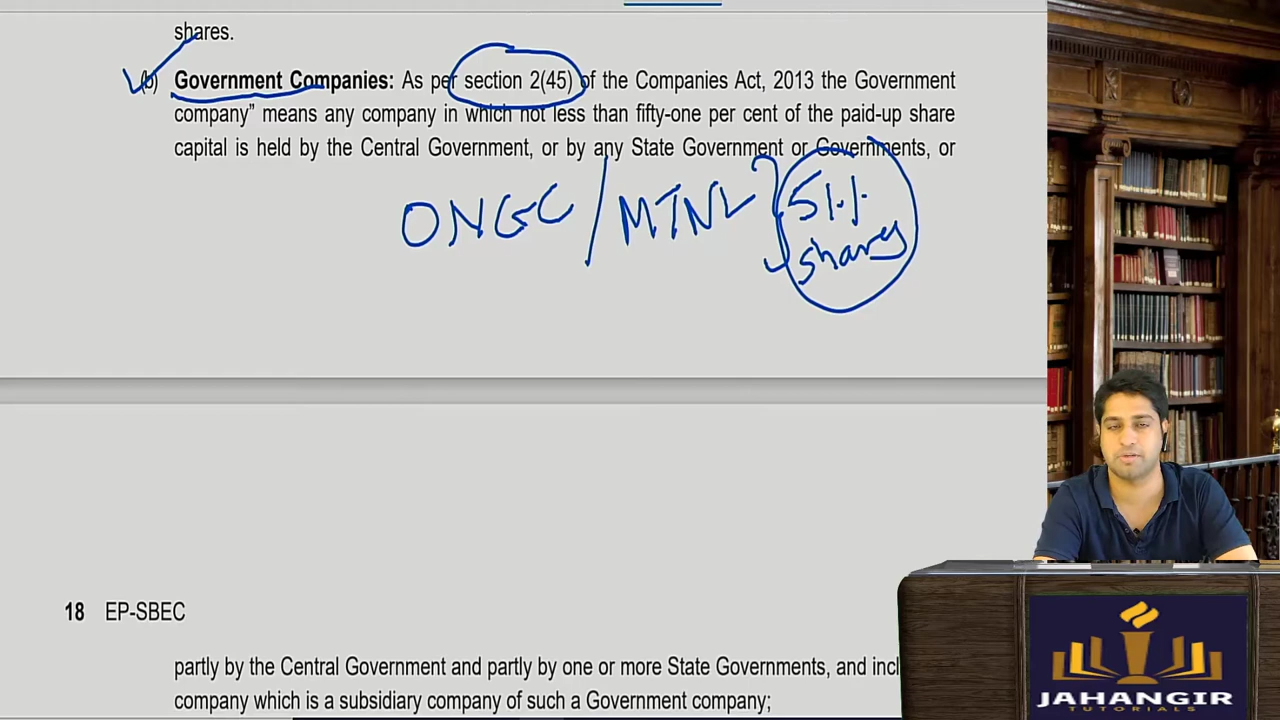 shares.
(b) Government Companies: As per section 2(45) of the Companies Act, 2013 the Government
company” means any company in which not less than fifty-one per cent of the paid-up share
capital is held by the Central Government, or by any State Government or Governments, or
ONGC / MTNL 51%
shares
18 EP-SBEC
partly by the Central Government and partly by one or more State Governments, and incl
company which is a subsidiary company of such a Government company;
JAHANGIR
TUTORIALS